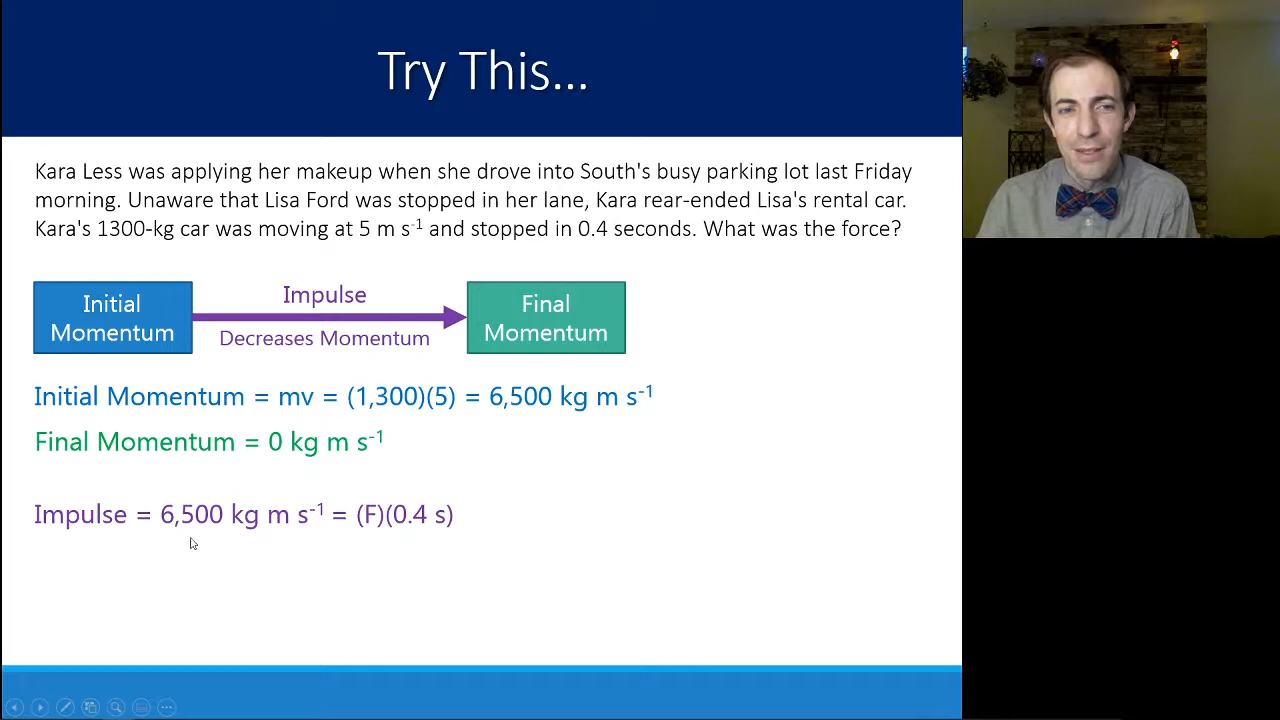 Try This...
Kara Less was applying her makeup when she drove into South's busy parking lot last Friday
morning. Unaware that Lisa Ford was stopped in her lane, Kara rear-ended Lisa's rental car.
Kara's 1300-kg car was moving at 5 m s⁻¹ and stopped in 0.4 seconds. What was the force?
Initial
Momentum
Impulse
Decreases Momentum
Final
Momentum
Initial Momentum = mv = (1,300)(5) = 6,500 kg m s⁻¹
Final Momentum = 0 kg m s⁻¹
Impulse = 6,500 kg m s⁻¹ = (F)(0.4 s)